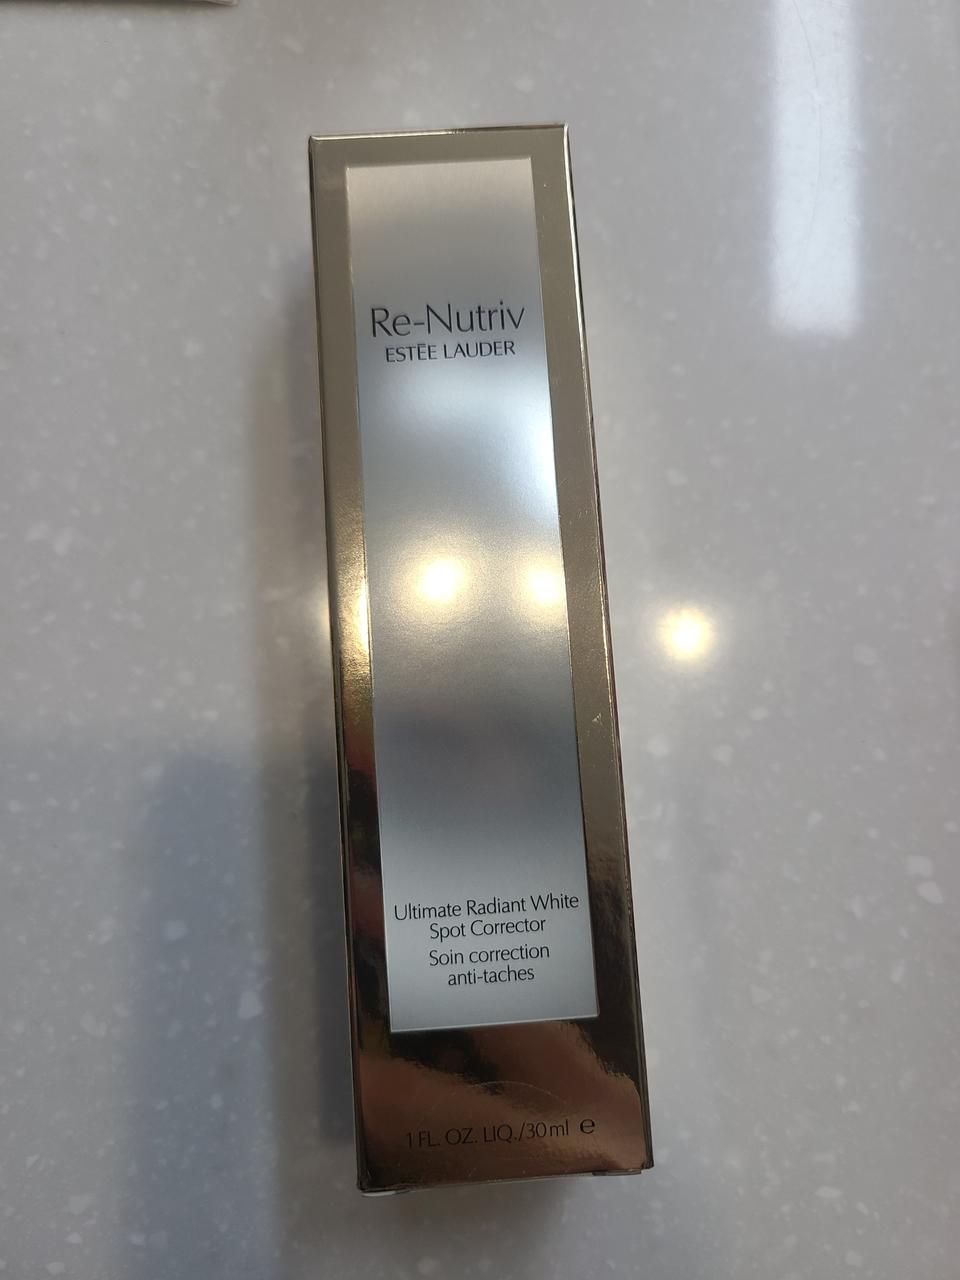 Re-Nutriv
ESTĒE LAUDER
Ultimate Radiant White
Spot Corrector
Soin correction
anti-taches
1 FL. OZ. LIQ./30 ml ℮